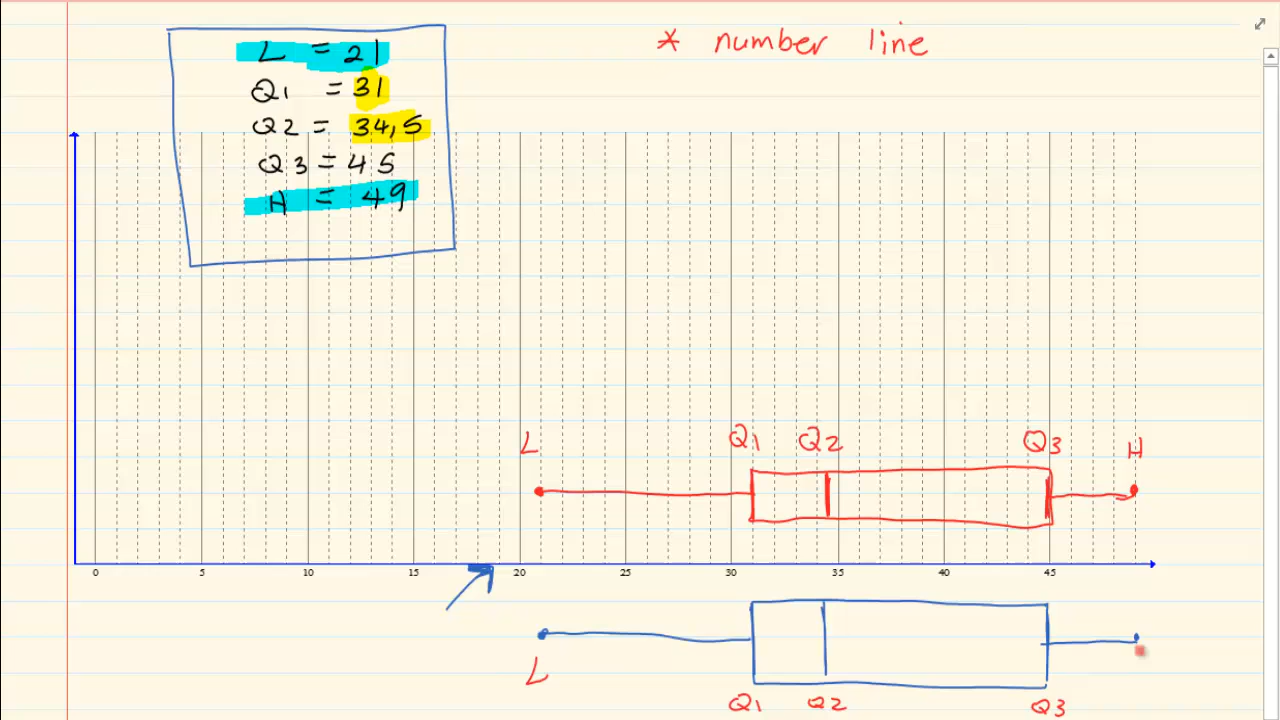 * number line
L = 21
Q1 = 31
Q2 = 34,5
Q3 = 45
H = 49
L Q1 Q2 Q3 H
0 5 10 15 20 25 30 35 40 45
L Q1 Q2 Q3